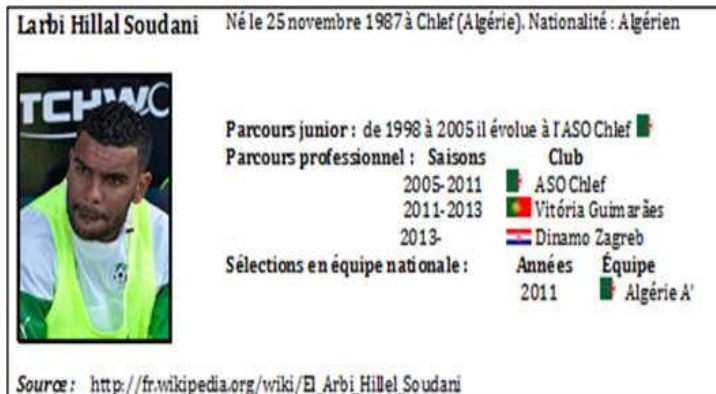 Larbi Hillal Soudani Né le 25 novembre 1987 à Chlef (Algérie). Nationalité : Algérien
TCHWC
Parcours junior : de 1998 à 2005 il évolue à l'ASO Chlef
Parcours professionnel : Saisons Club
2005-2011 ASO Chlef
2011-2013 Vitória Guimarães
2013- Dinamo Zagreb
Sélections en équipe nationale : Années Équipe
2011 Algérie A'
Source : http://fr.wikipedia.org/wiki/El_Arbi_Hillel_Soudani